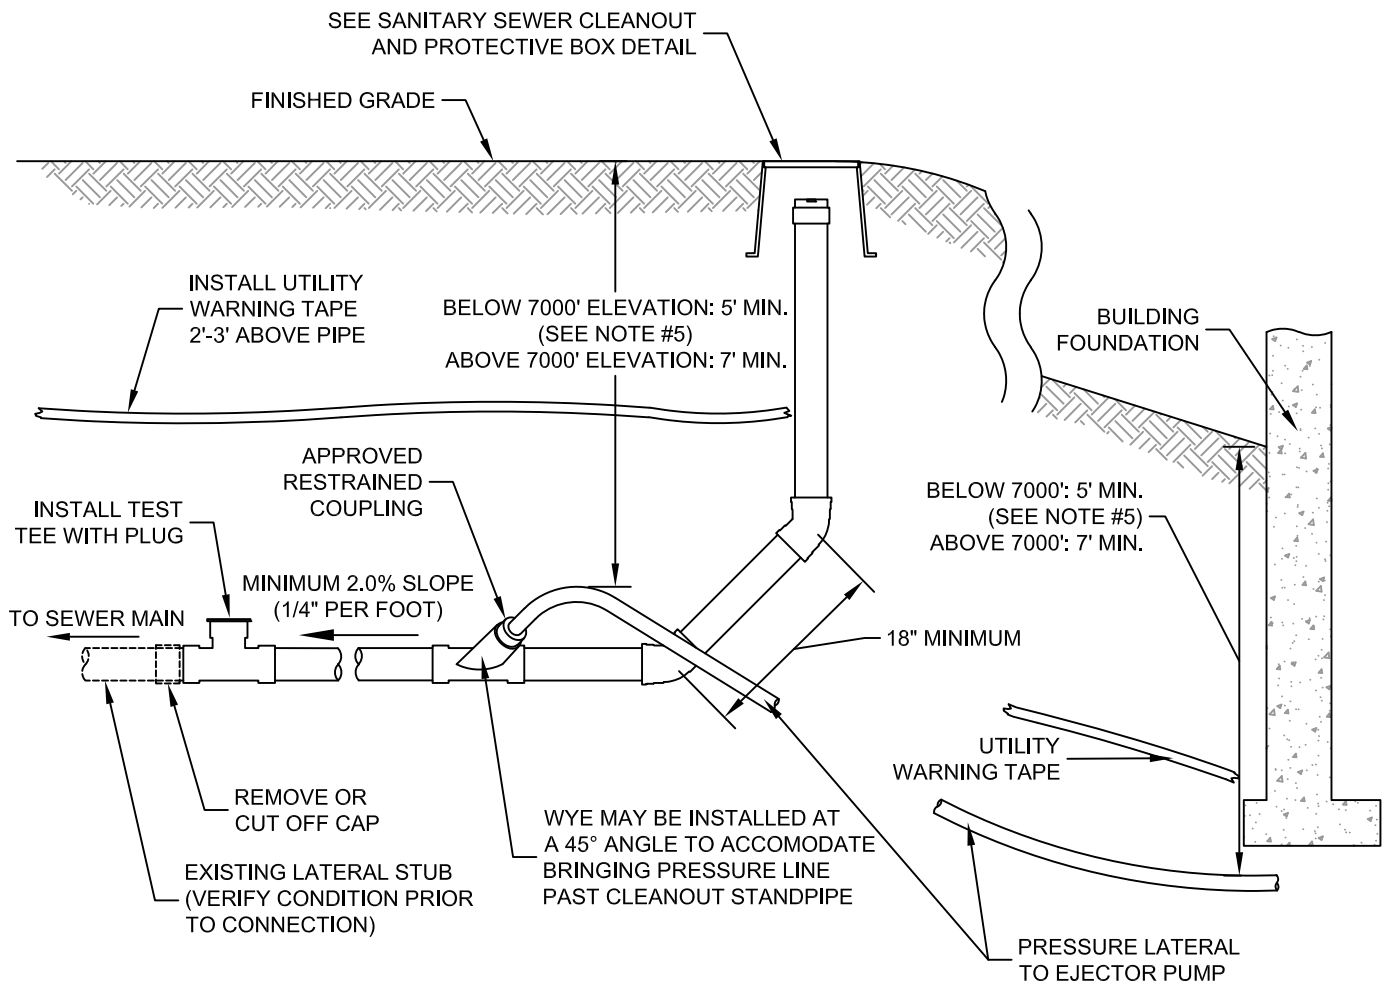 SEE SANITARY SEWER CLEANOUT
AND PROTECTIVE BOX DETAIL
FINISHED GRADE
INSTALL UTILITY
WARNING TAPE
2'-3' ABOVE PIPE
BELOW 7000' ELEVATION: 5' MIN.
(SEE NOTE #5)
ABOVE 7000' ELEVATION: 7' MIN.
BUILDING
FOUNDATION
APPROVED
RESTRAINED
COUPLING
INSTALL TEST
TEE WITH PLUG
BELOW 7000': 5' MIN.
(SEE NOTE #5)
ABOVE 7000': 7' MIN.
MINIMUM 2.0% SLOPE
(1/4" PER FOOT)
TO SEWER MAIN
18" MINIMUM
UTILITY
WARNING TAPE
REMOVE OR
CUT OFF CAP
WYE MAY BE INSTALLED AT
A 45° ANGLE TO ACCOMODATE
BRINGING PRESSURE LINE
PAST CLEANOUT STANDPIPE
EXISTING LATERAL STUB
(VERIFY CONDITION PRIOR
TO CONNECTION)
PRESSURE LATERAL
TO EJECTOR PUMP